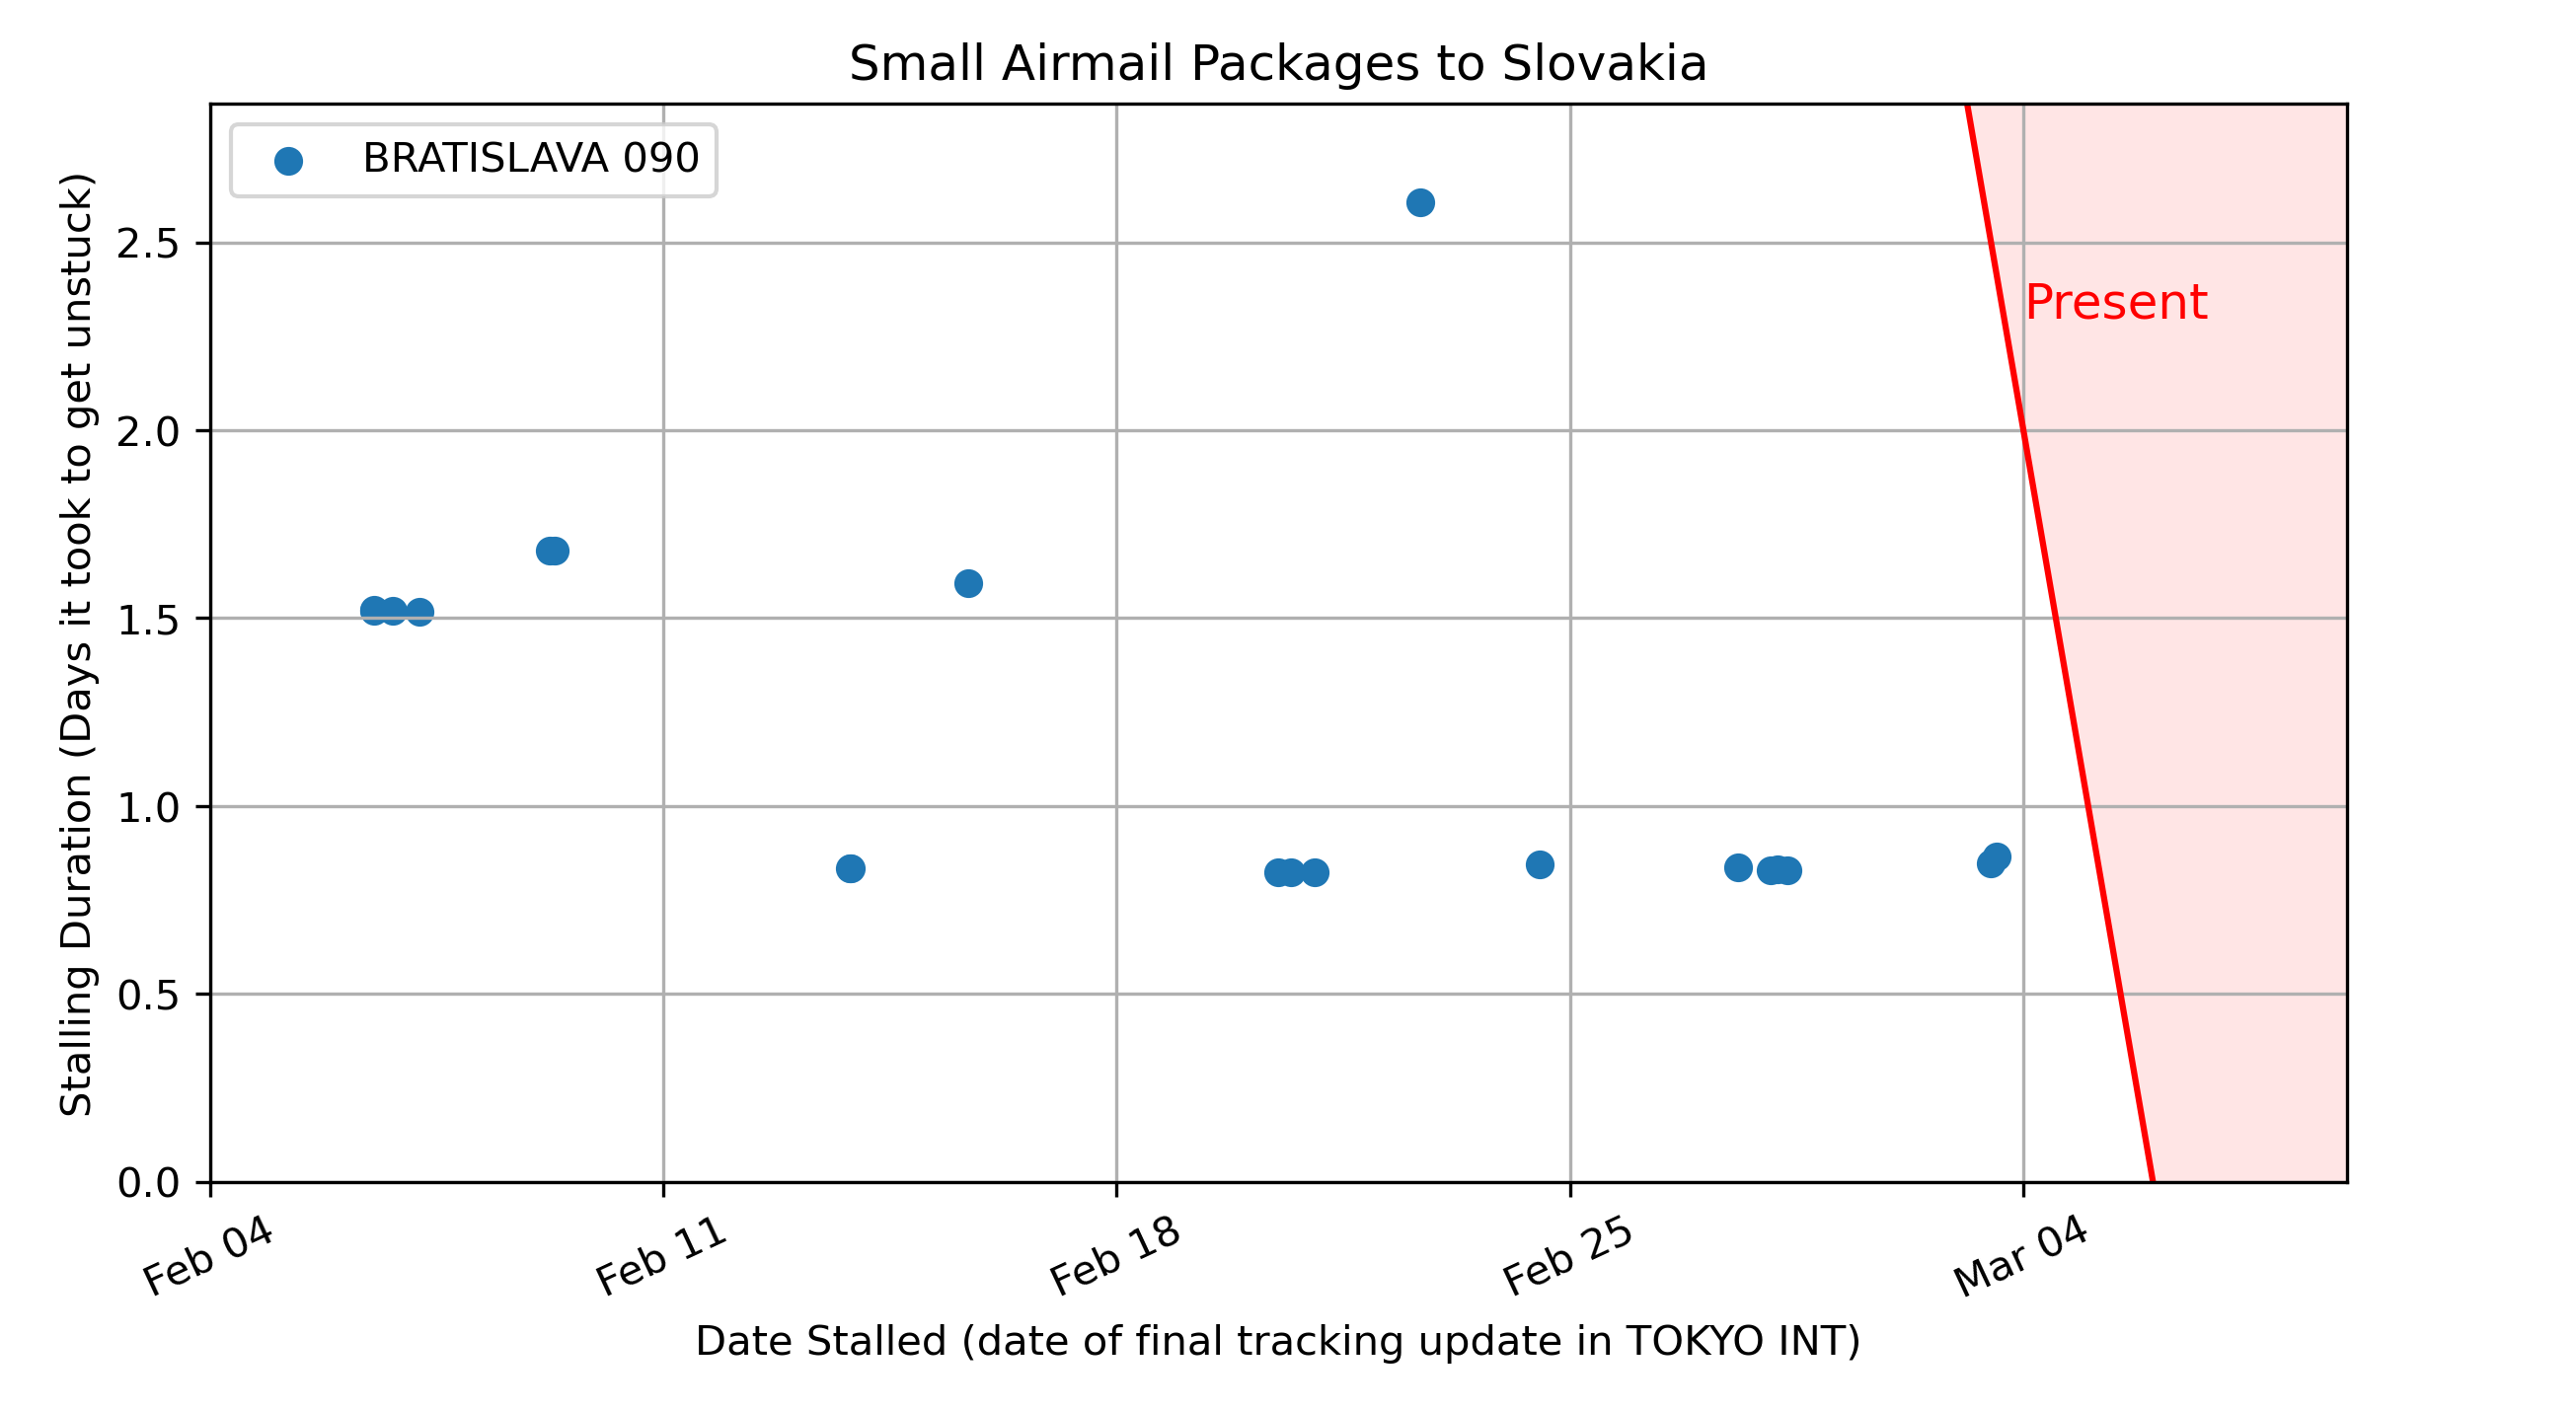 Small Airmail Packages to Slovakia
BRATISLAVA 090
Present
Stalling Duration (Days it took to get unstuck)
2.5
2.0
1.5
1.0
0.5
0.0
Feb 04
Feb 11
Feb 18
Feb 25
Mar 04
Date Stalled (date of final tracking update in TOKYO INT)